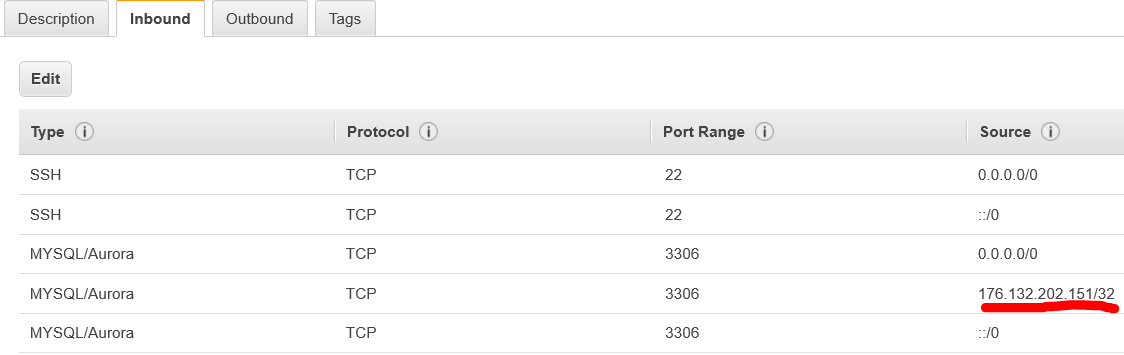 Description Inbound Outbound Tags
Edit
Type Protocol Port Range Source
SSH TCP 22 0.0.0.0/0
SSH TCP 22 ::/0
MYSQL/Aurora TCP 3306 0.0.0.0/0
MYSQL/Aurora TCP 3306 176.132.202.151/32
MYSQL/Aurora TCP 3306 ::/0